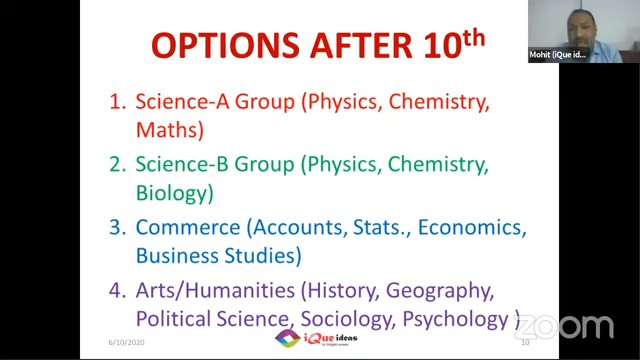 OPTIONS AFTER 10th
Mohit (iQue id...
1. Science-A Group (Physics, Chemistry,
Maths)
2. Science-B Group (Physics, Chemistry,
Biology)
3. Commerce (Accounts, Stats., Economics,
Business Studies)
4. Arts/Humanities (History, Geography,
Political Science, Sociology, Psychology )
zoom
6/10/2020
iQue ideas
10